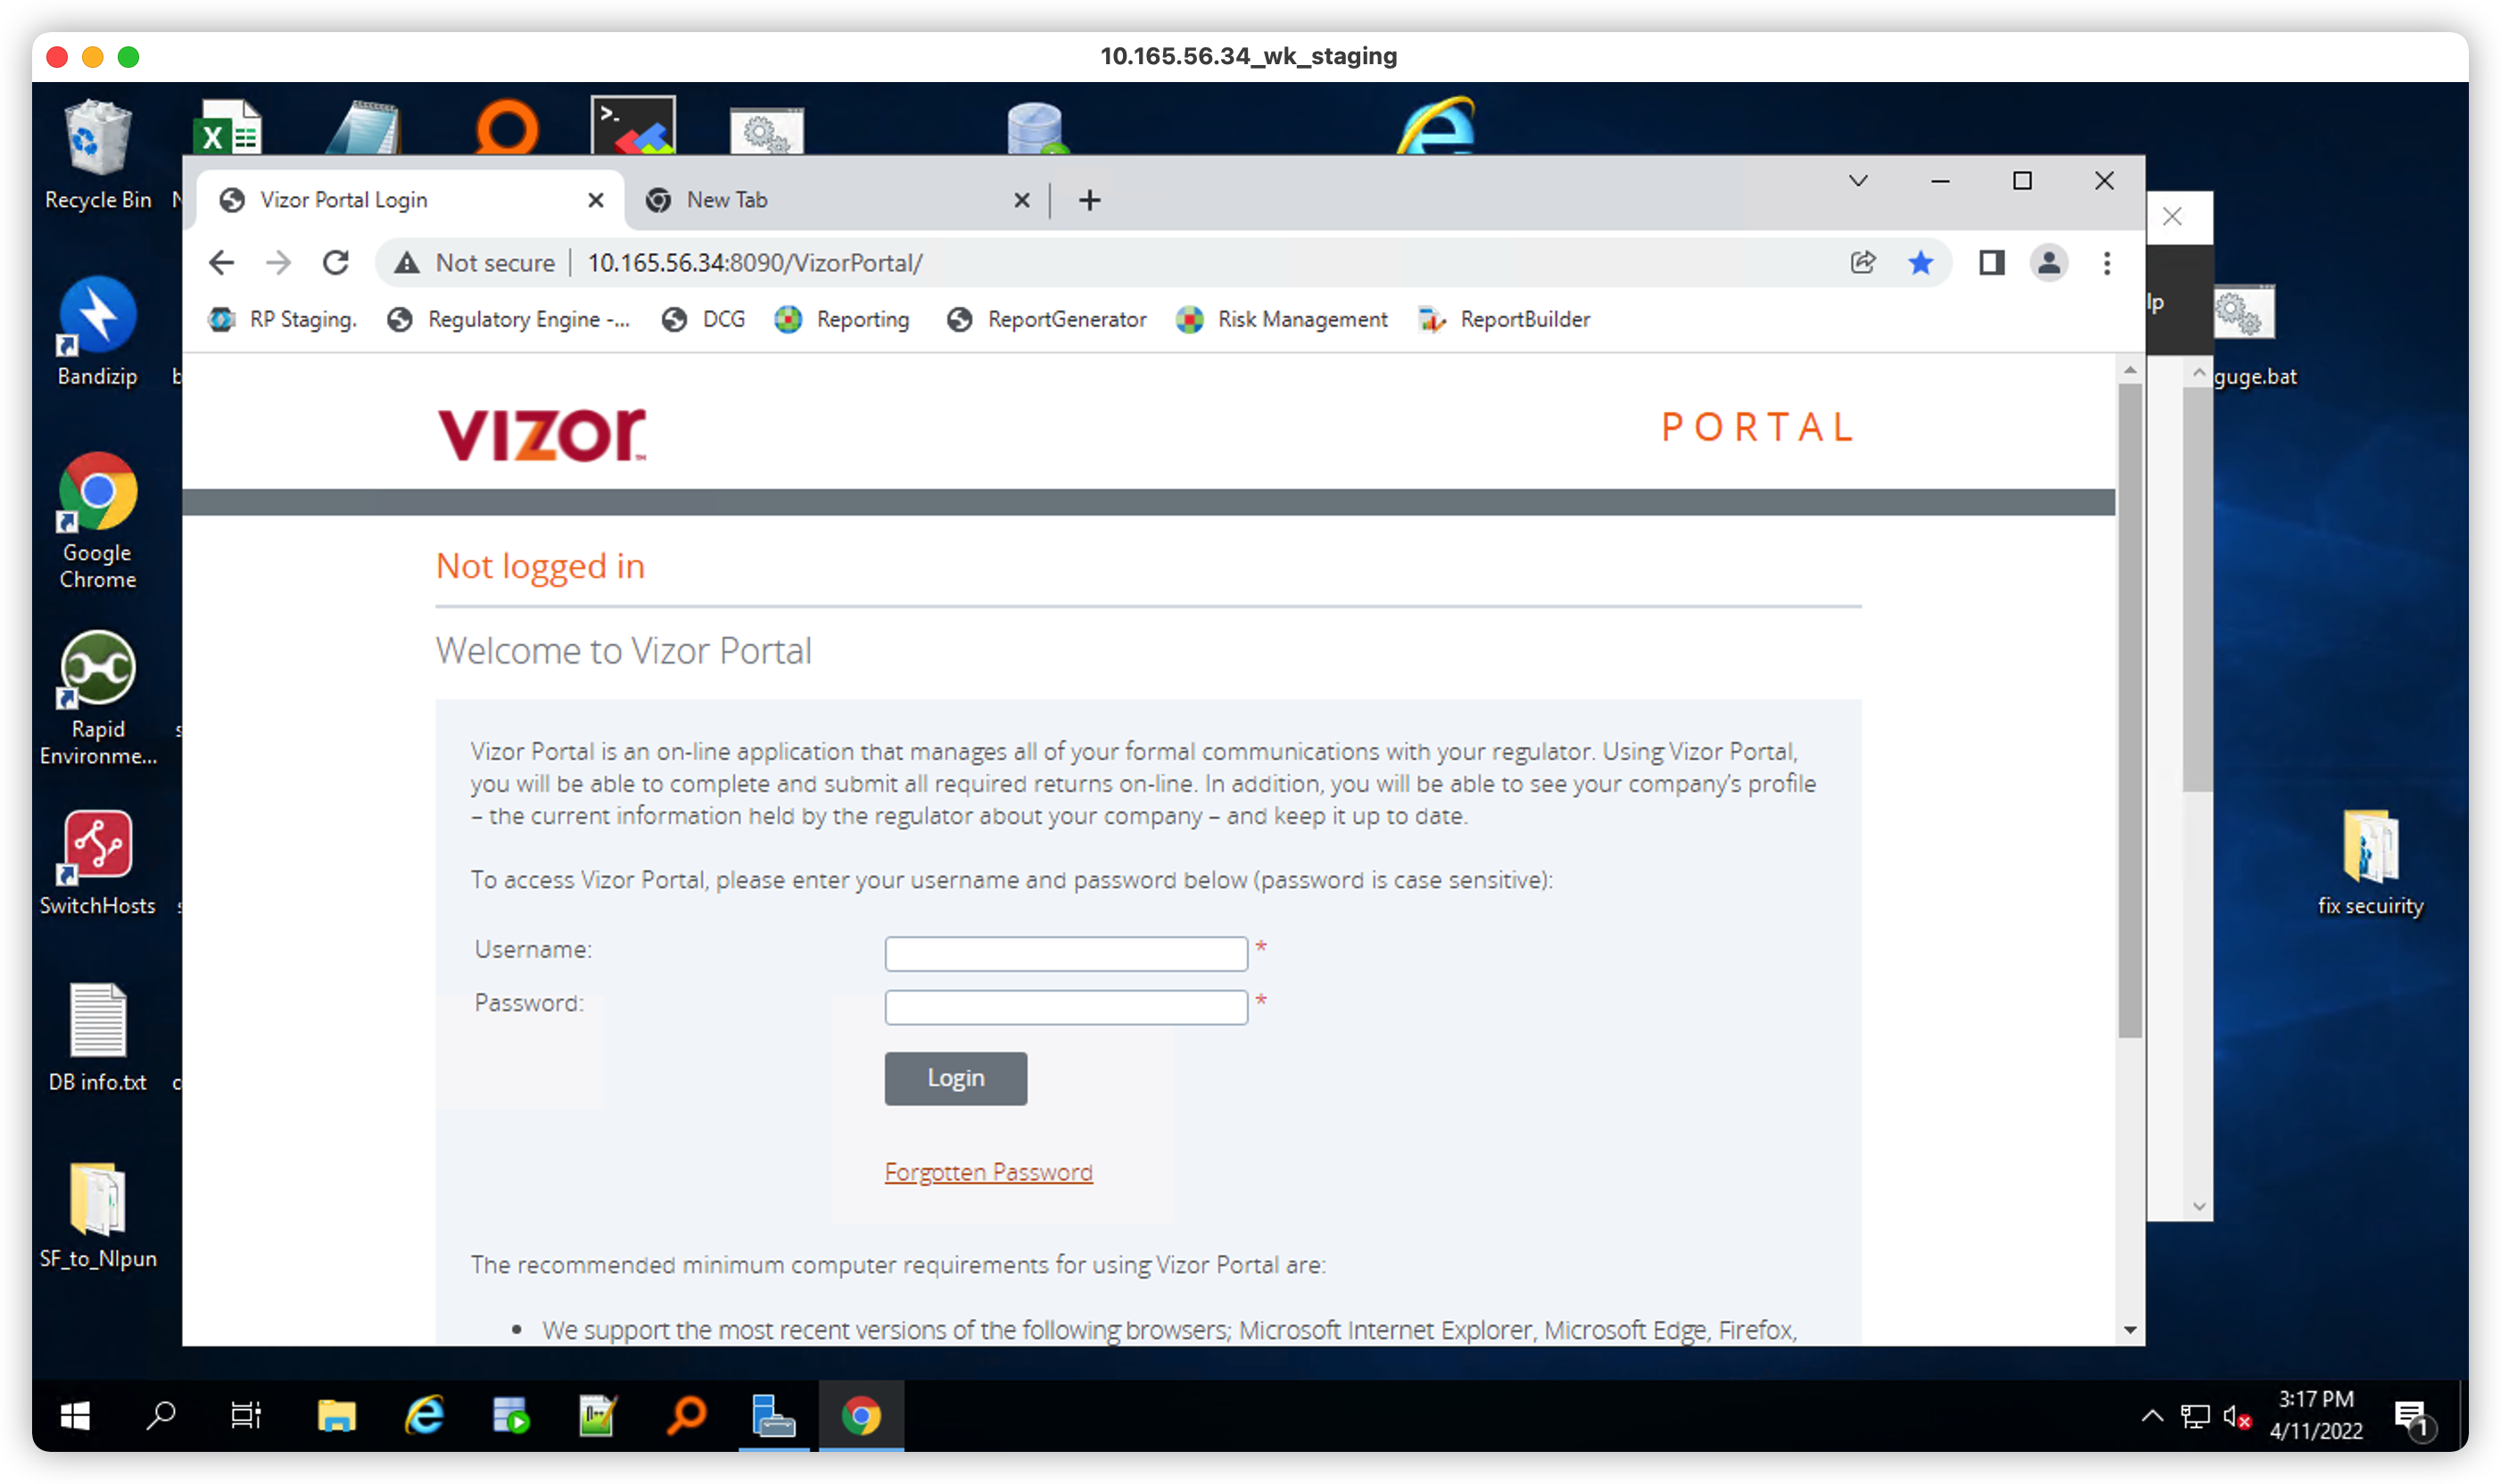 10.165.56.34_wk_staging
Recycle Bin
N
Vizor Portal Login
New Tab
Not secure
10.165.56.34:8090/VizorPortal/
RP Staging.
Regulatory Engine -...
DCG
Reporting
ReportGenerator
Risk Management
ReportBuilder
lp
Bandizip
b
guge.bat
vizor™
PORTAL
Google
Chrome
Not logged in
Welcome to Vizor Portal
Rapid
Environme...
s
Vizor Portal is an on-line application that manages all of your formal communications with your regulator. Using Vizor Portal,
you will be able to complete and submit all required returns on-line. In addition, you will be able to see your company's profile
– the current information held by the regulator about your company – and keep it up to date.
To access Vizor Portal, please enter your username and password below (password is case sensitive):
SwitchHosts
s
fix secuirity
Username:
*
Password:
*
Login
DB info.txt
c
Forgotten Password
SF_to_NIpun
The recommended minimum computer requirements for using Vizor Portal are:
• We support the most recent versions of the following browsers; Microsoft Internet Explorer, Microsoft Edge, Firefox,
3:17 PM
4/11/2022
1